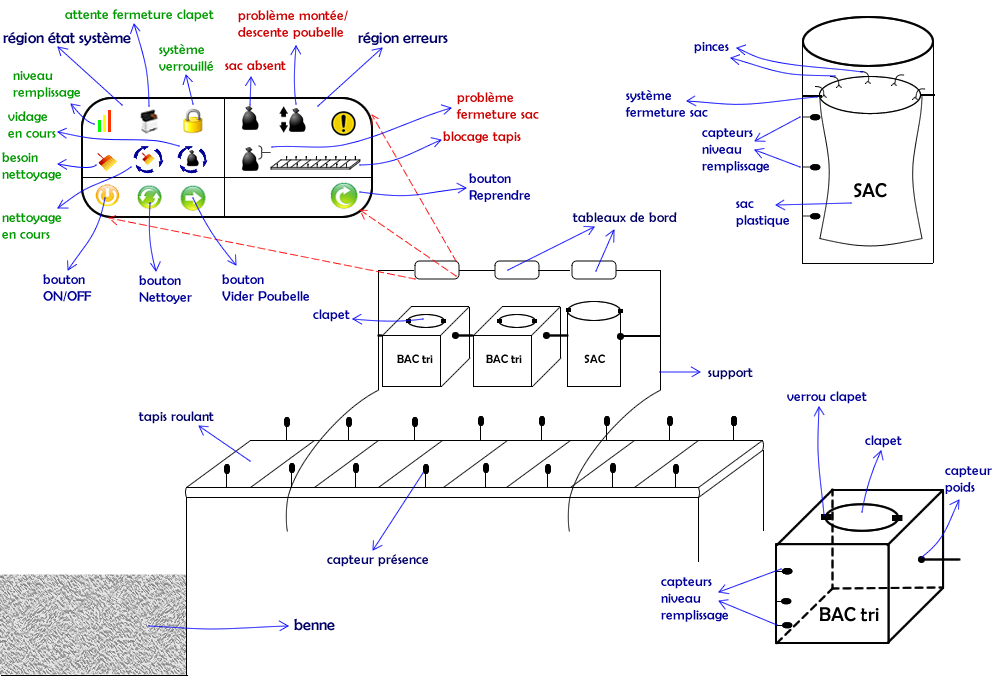 attente fermeture clapet
problème montée/
descente poubelle
région état système
région erreurs
système
verrouillé
sac absent
niveau
remplissage
problème
fermeture sac
vidage
en cours
blocage tapis
besoin
nettoyage
bouton
Reprendre
nettoyage
en cours
bouton
ON/OFF
bouton
Nettoyer
bouton
Vider Poubelle
pinces
système
fermeture sac
capteurs
niveau
remplissage
SAC
sac
plastique
tableaux de bord
clapet
BAC tri
BAC tri
SAC
support
tapis roulant
capteur présence
benne
verrou clapet
clapet
capteur
poids
capteurs
niveau
remplissage
BAC tri